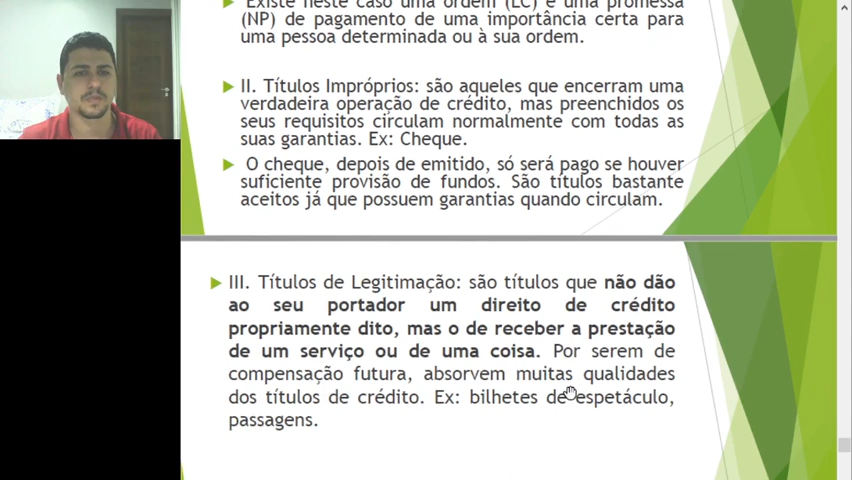 Existe neste caso uma ordem (LC) e uma promessa
(NP) de pagamento de uma importância certa para
uma pessoa determinada ou à sua ordem.
II. Títulos Impróprios: são aqueles que encerram uma
verdadeira operação de crédito, mas preenchidos os
seus requisitos circulam normalmente com todas as
suas garantias. Ex: Cheque.
O cheque, depois de emitido, só será pago se houver
suficiente provisão de fundos. São títulos bastante
aceitos já que possuem garantias quando circulam.
III. Títulos de Legitimação: são títulos que não dão
ao seu portador um direito de crédito
propriamente dito, mas o de receber a prestação
de um serviço ou de uma coisa. Por serem de
compensação futura, absorvem muitas qualidades
dos títulos de crédito. Ex: bilhetes de espetáculo,
passagens.